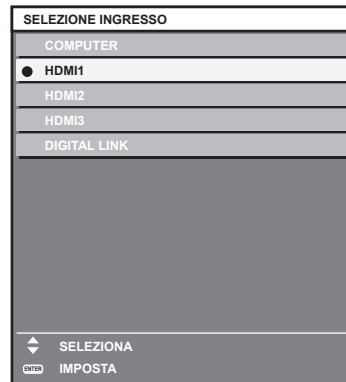 SELEZIONE INGRESSO
COMPUTER
HDMI1
HDMI2
HDMI3
DIGITAL LINK
SELEZIONA
ENTER IMPOSTA